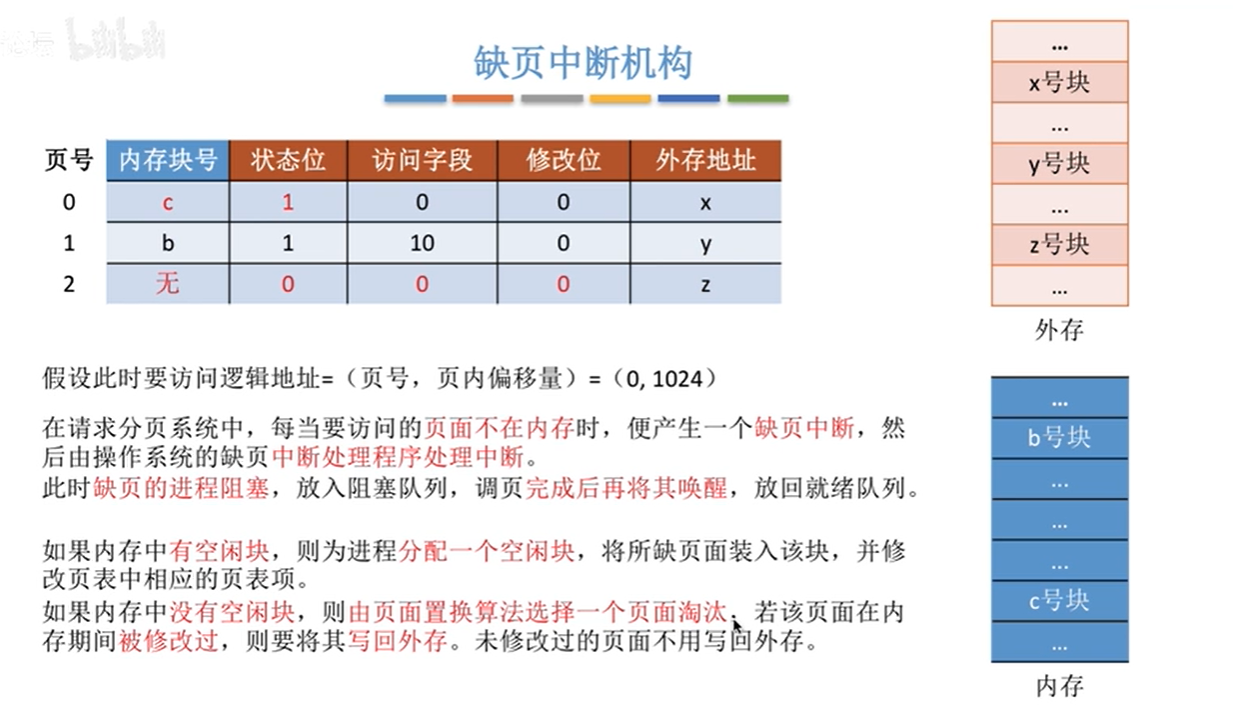 bilibili
缺页中断机构
页号 内存块号 状态位 访问字段 修改位 外存地址
0 c 1 0 0 x
1 b 1 10 0 y
2 无 0 0 0 z
...
x号块
...
y号块
...
z号块
...
外存
假设此时要访问逻辑地址=（页号，页内偏移量）=（0, 1024）
在请求分页系统中，每当要访问的页面不在内存时，便产生一个缺页中断，然
后由操作系统的缺页中断处理程序处理中断。
此时缺页的进程阻塞，放入阻塞队列，调页完成后再将其唤醒，放回就绪队列。
如果内存中有空闲块，则为进程分配一个空闲块，将所缺页面装入该块，并修
改页表中相应的页表项。
如果内存中没有空闲块，则由页面置换算法选择一个页面淘汰，若该页面在内
存期间被修改过，则要将其写回外存。未修改过的页面不用写回外存。
...
b号块
...
...
...
c号块
...
内存